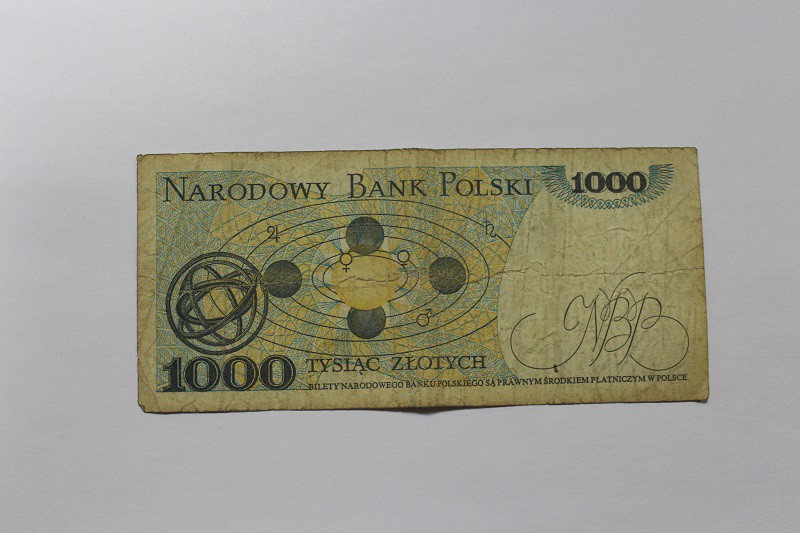 NARODOWY BANK POLSKI 1000
1000 TYSIĄC ZŁOTYCH
BILETY NARODOWEGO BANKU POLSKIEGO SĄ PRAWNYM ŚRODKIEM PŁATNICZYM W POLSCE
NBP